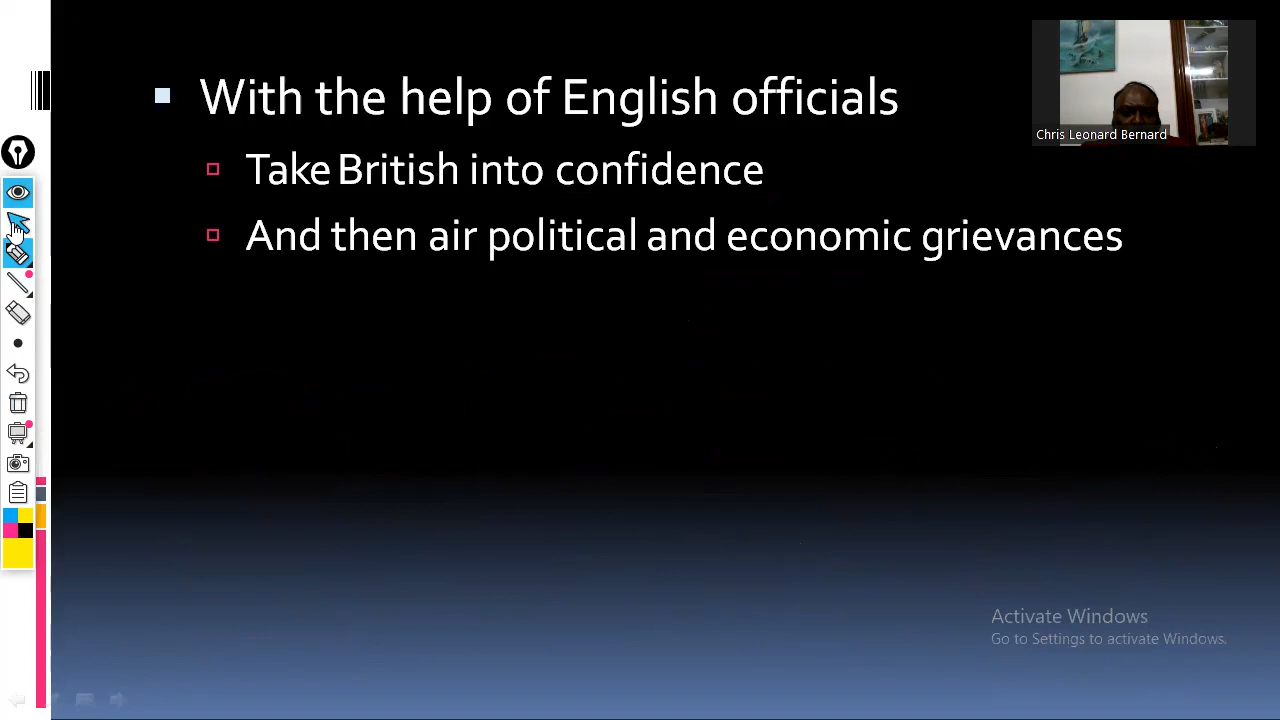 With the help of English officials
Take British into confidence
And then air political and economic grievances
Chris Leonard Bernard
Activate Windows
Go to Settings to activate Windows.